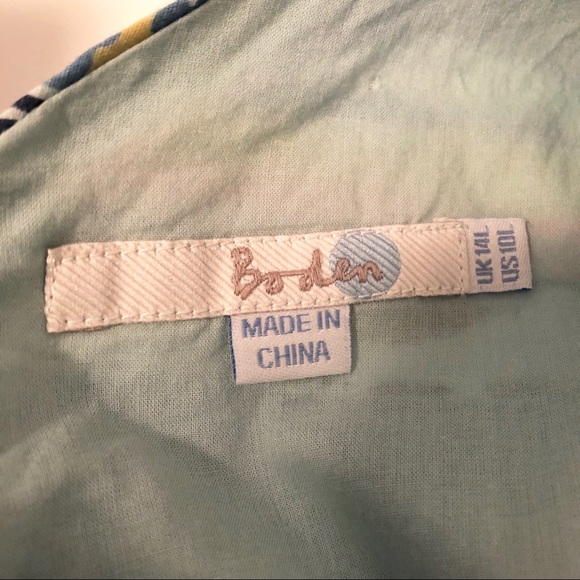 Boden
UK 14L
US 10L
MADE IN
CHINA